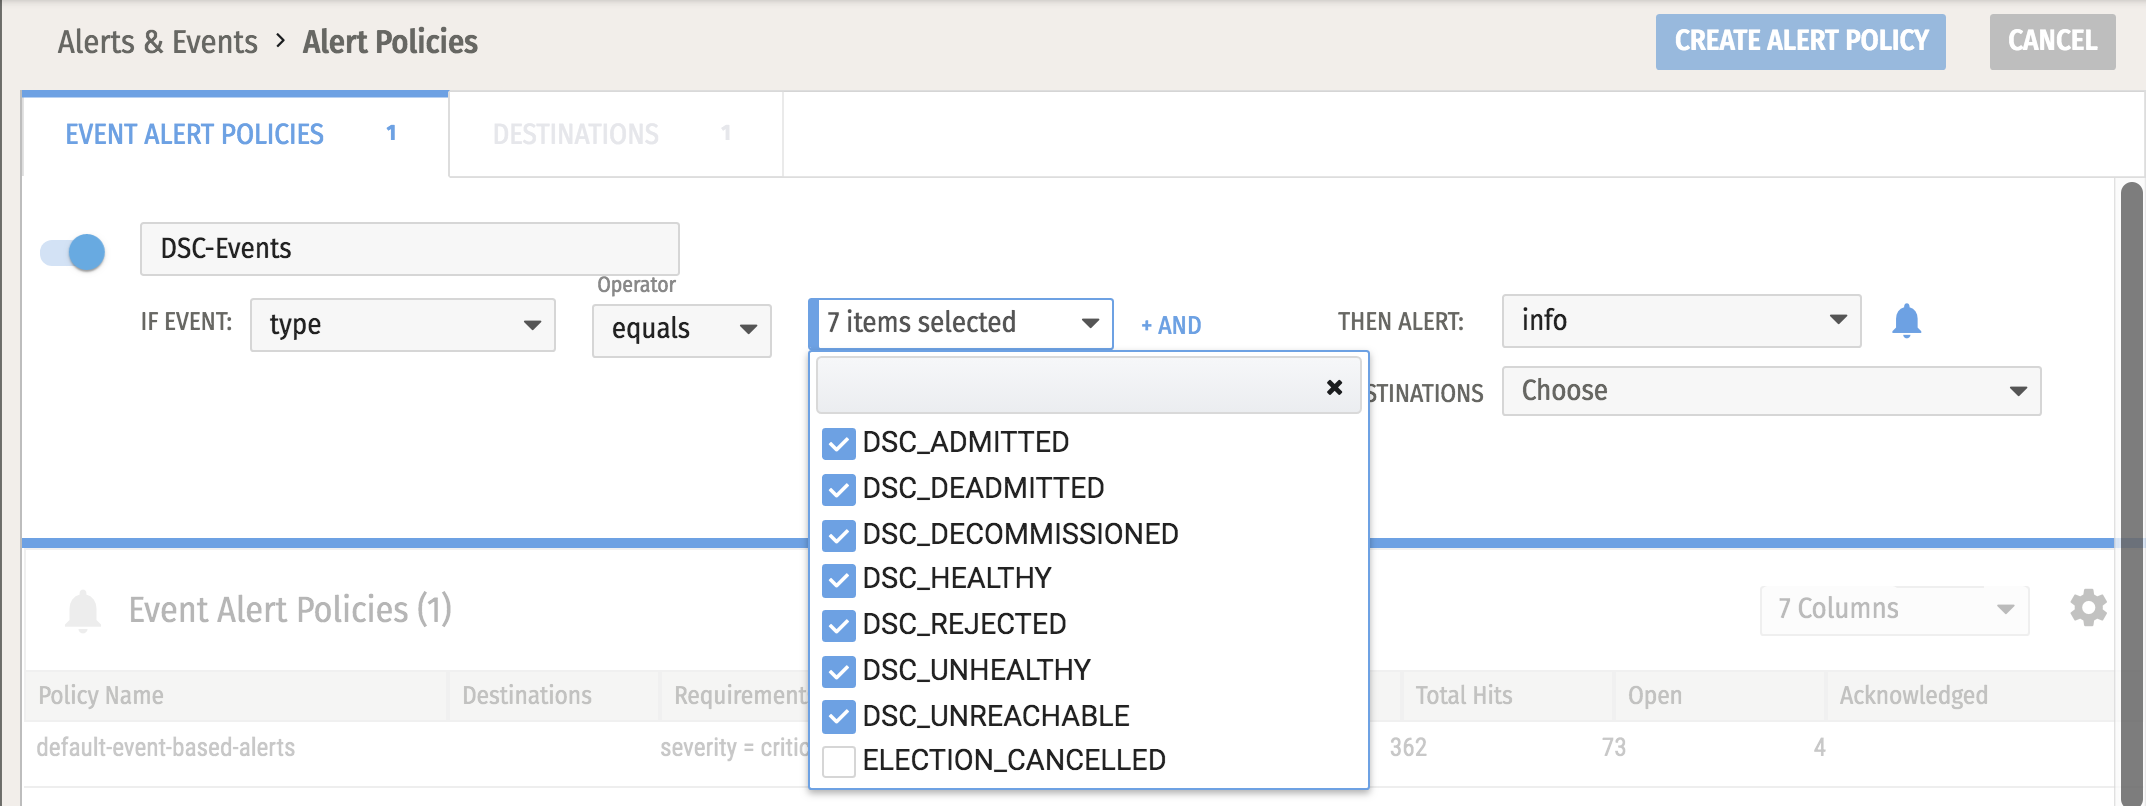 Alerts & Events > Alert Policies
CREATE ALERT POLICY
CANCEL
EVENT ALERT POLICIES 1
DESTINATIONS 1
DSC-Events
Operator
IF EVENT: type equals 7 items selected + AND
THEN ALERT: info
STINATIONS Choose
DSC_ADMITTED
DSC_DEADMITTED
DSC_DECOMMISSIONED
DSC_HEALTHY
DSC_REJECTED
DSC_UNHEALTHY
DSC_UNREACHABLE
ELECTION_CANCELLED
Event Alert Policies (1)
7 Columns
Policy Name Destinations Requirement Total Hits Open Acknowledged
default-event-based-alerts severity = critic 362 73 4